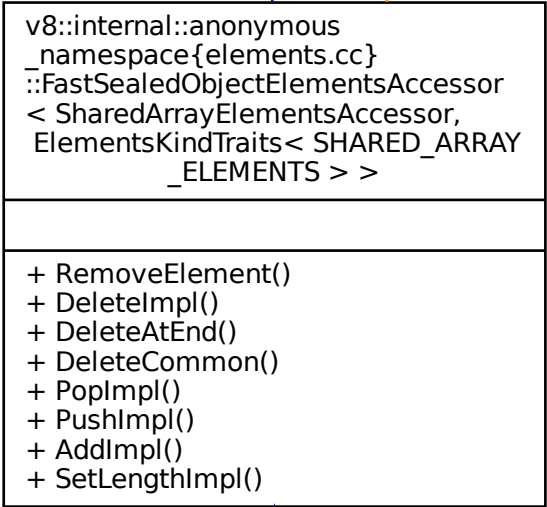 v8::internal::anonymous
_namespace{elements.cc}
::FastSealedObjectElementsAccessor
< SharedArrayElementsAccessor,
ElementsKindTraits< SHARED_ARRAY
_ELEMENTS > >
+ RemoveElement()
+ DeleteImpl()
+ DeleteAtEnd()
+ DeleteCommon()
+ PopImpl()
+ PushImpl()
+ AddImpl()
+ SetLengthImpl()